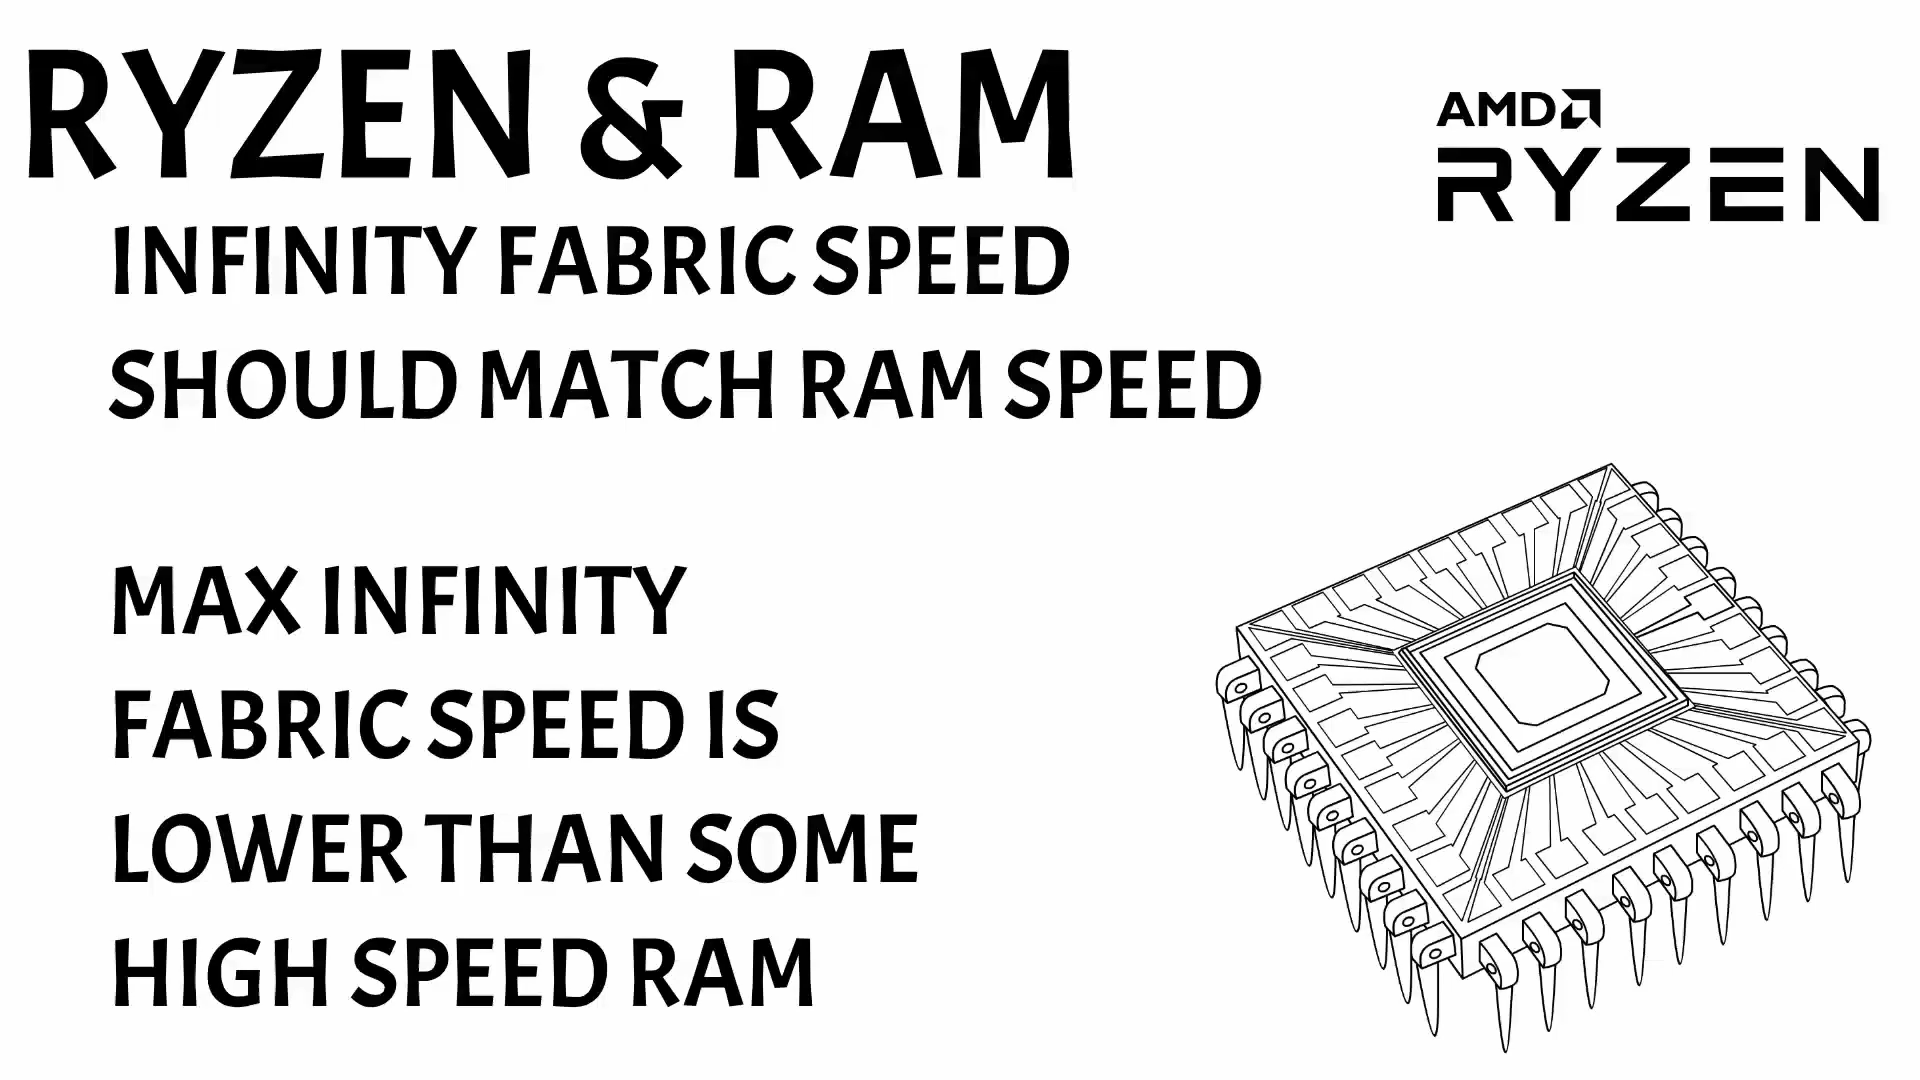 RYZEN & RAM
AMD
RYZEN
INFINITY FABRIC SPEED
SHOULD MATCH RAM SPEED
MAX INFINITY
FABRIC SPEED IS
LOWER THAN SOME
HIGH SPEED RAM